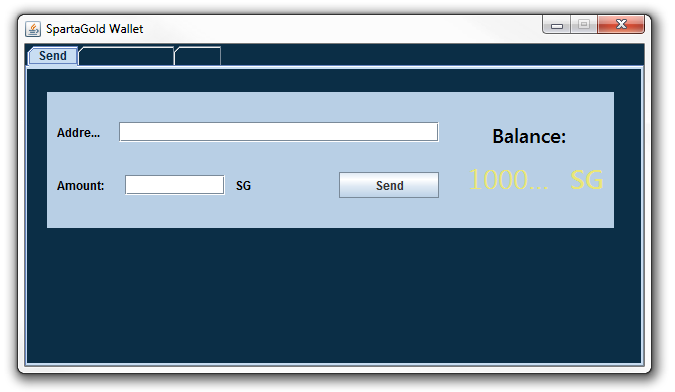 SpartaGold Wallet
Send
Addre...
Balance:
Amount:
SG
Send
1000... SG